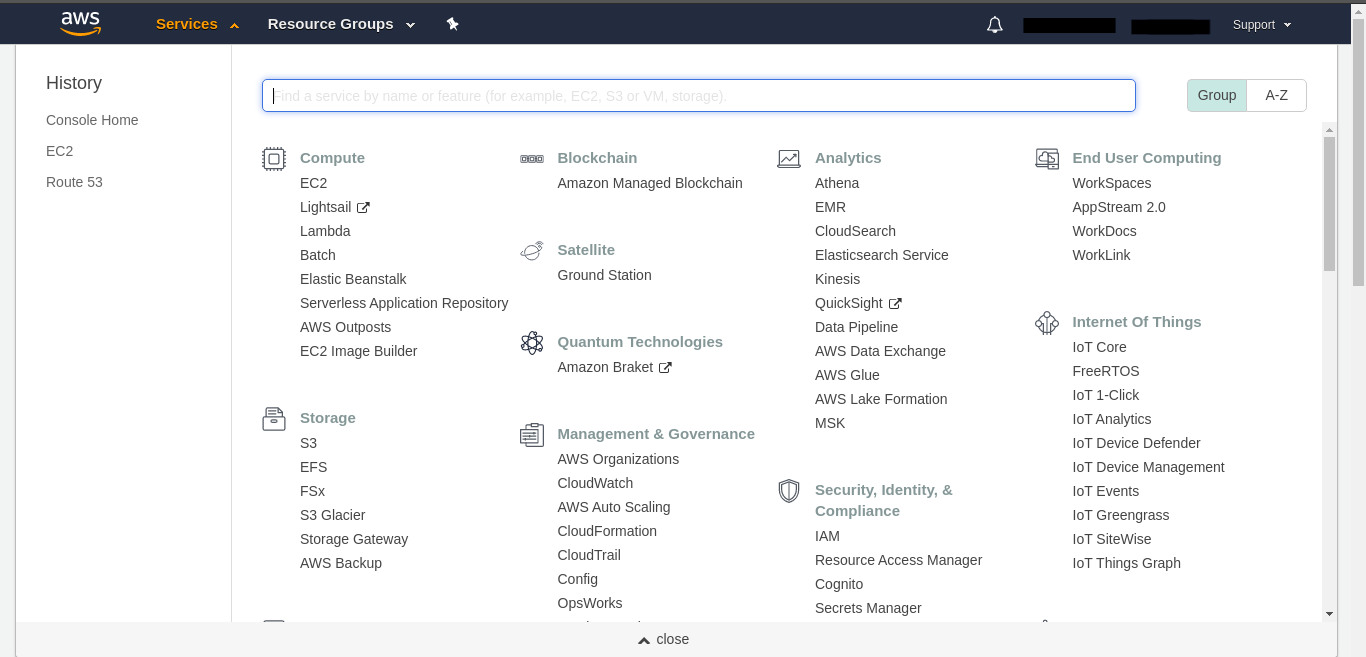 aws
Services
Resource Groups
Support
History
Console Home
EC2
Route 53
Find a service by name or feature (for example, EC2, S3 or VM, storage).
Group
A-Z
Compute
EC2
Lightsail
Lambda
Batch
Elastic Beanstalk
Serverless Application Repository
AWS Outposts
EC2 Image Builder
Storage
S3
EFS
FSx
S3 Glacier
Storage Gateway
AWS Backup
Blockchain
Amazon Managed Blockchain
Satellite
Ground Station
Quantum Technologies
Amazon Braket
Management & Governance
AWS Organizations
CloudWatch
AWS Auto Scaling
CloudFormation
CloudTrail
Config
OpsWorks
Analytics
Athena
EMR
CloudSearch
Elasticsearch Service
Kinesis
QuickSight
Data Pipeline
AWS Data Exchange
AWS Glue
AWS Lake Formation
MSK
Security, Identity, &
Compliance
IAM
Resource Access Manager
Cognito
Secrets Manager
End User Computing
WorkSpaces
AppStream 2.0
WorkDocs
WorkLink
Internet Of Things
IoT Core
FreeRTOS
IoT 1-Click
IoT Analytics
IoT Device Defender
IoT Device Management
IoT Events
IoT Greengrass
IoT SiteWise
IoT Things Graph
close